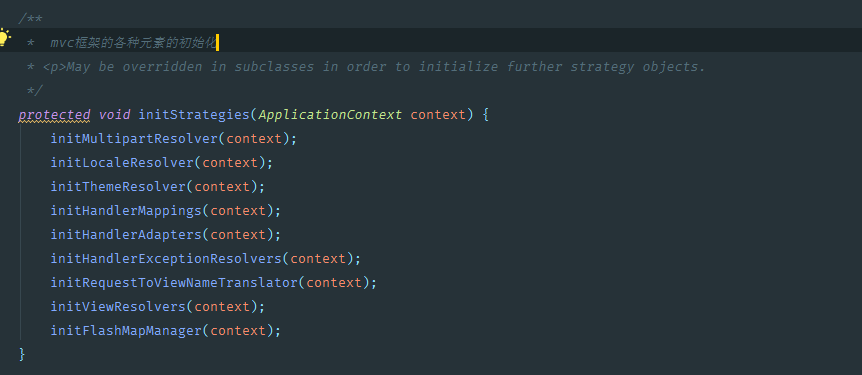 /**
 *  mvc框架的各种元素的初始化
 * <p>May be overridden in subclasses in order to initialize further strategy objects.
 */
protected void initStrategies(ApplicationContext context) {
    initMultipartResolver(context);
    initLocaleResolver(context);
    initThemeResolver(context);
    initHandlerMappings(context);
    initHandlerAdapters(context);
    initHandlerExceptionResolvers(context);
    initRequestToViewNameTranslator(context);
    initViewResolvers(context);
    initFlashMapManager(context);
}